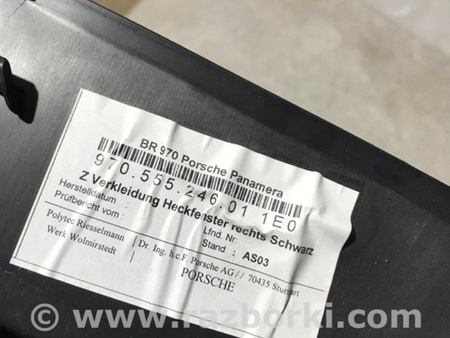 BR 970 Porsche Panamera
970.555.246.01 1E0
Z Verkleidung Heckfenster rechts Schwarz
Herstelldatum :
Lfnd. Nr:
Prüfbericht vom :
Stand : AS03
Polytec Riesselmann
Werk Wolmirstedt
Dr. Ing. h.c.F. Porsche AG // 70435 Stuttgart
PORSCHE
© www.razborki.com